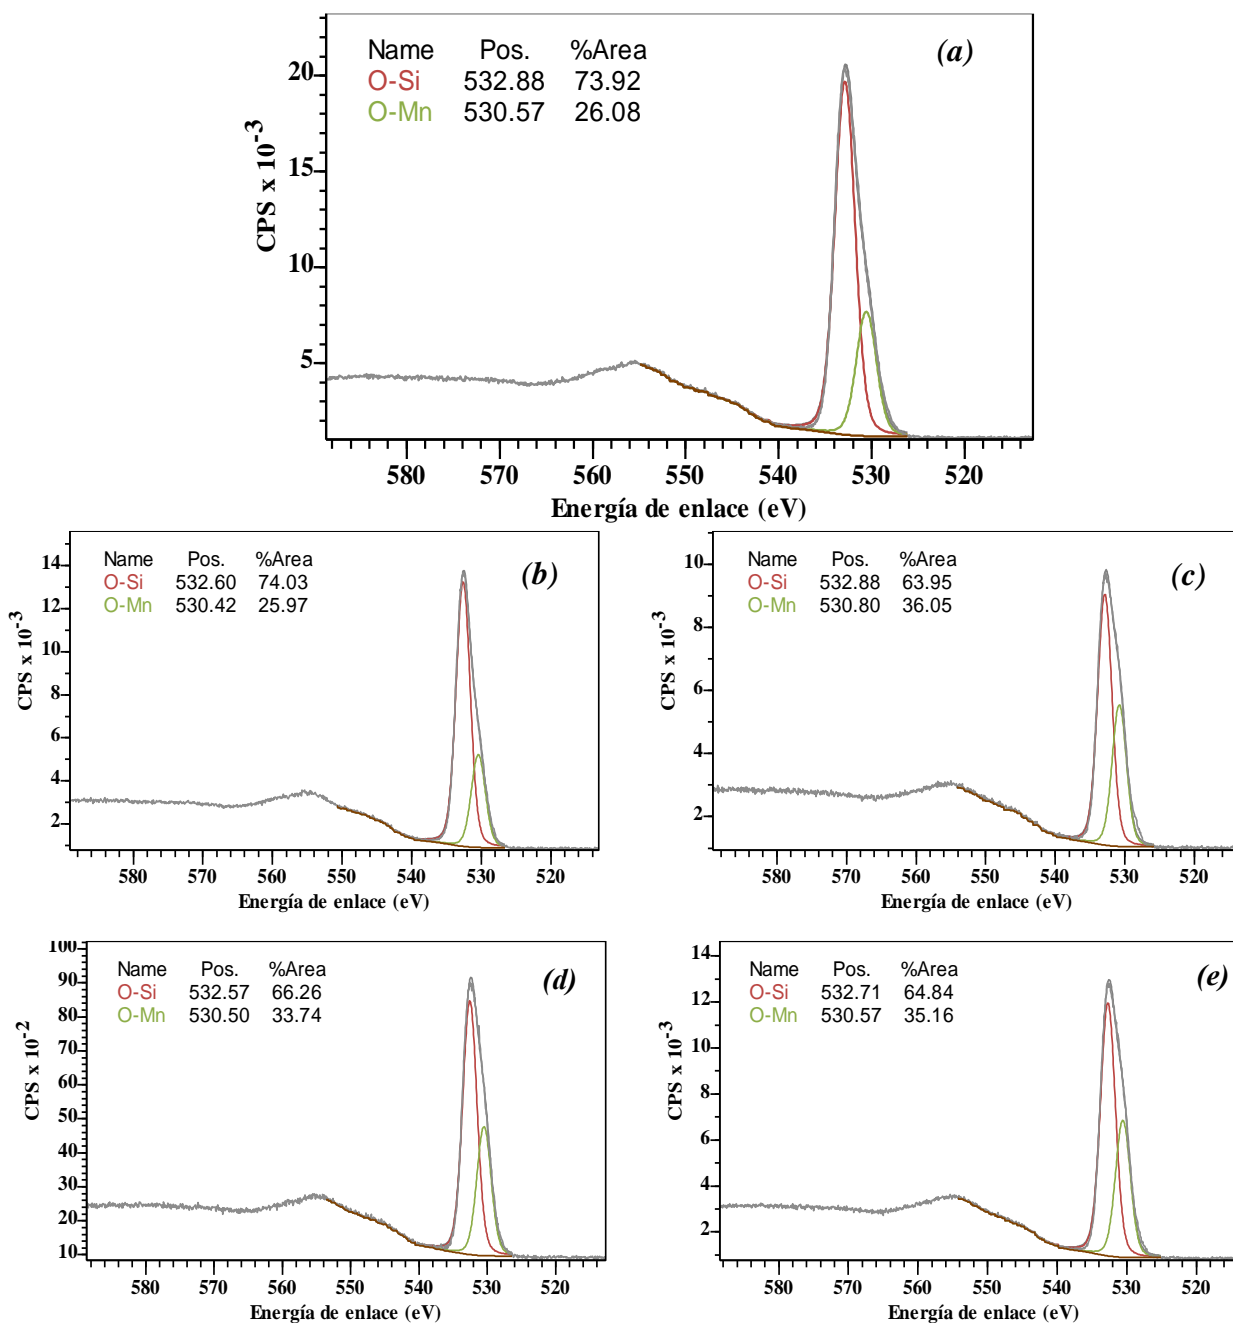 (a)
Name Pos. %Area
O-Si 532.88 73.92
O-Mn 530.57 26.08
CPS x 10-3
20
15
10
5
580 570 560 550 540 530 520
Energía de enlace (eV)
(b)
Name Pos. %Area
O-Si 532.60 74.03
O-Mn 530.42 25.97
CPS x 10-3
14
12
10
8
6
4
2
580 570 560 550 540 530 520
Energía de enlace (eV)
(c)
Name Pos. %Area
O-Si 532.88 63.95
O-Mn 530.80 36.05
CPS x 10-3
10
8
6
4
2
580 570 560 550 540 530 520
Energía de enlace (eV)
(d)
Name Pos. %Area
O-Si 532.57 66.26
O-Mn 530.50 33.74
CPS x 10-2
100
90
80
70
60
50
40
30
20
10
580 570 560 550 540 530 520
Energía de enlace (eV)
(e)
Name Pos. %Area
O-Si 532.71 64.84
O-Mn 530.57 35.16
CPS x 10-3
14
12
10
8
6
4
2
580 570 560 550 540 530 520
Energía de enlace (eV)